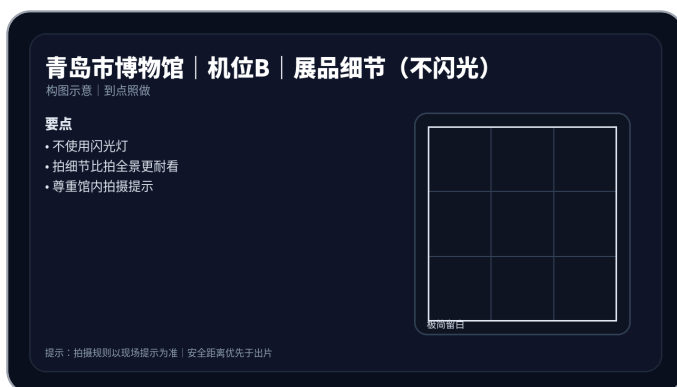 青岛市博物馆｜机位B｜展品细节（不闪光）
构图示意｜到点照做
要点
• 不使用闪光灯
• 拍细节比拍全景更耐看
• 尊重馆内拍摄提示
极简留白
提示：拍摄规则以现场提示为准｜安全距离优先于出片